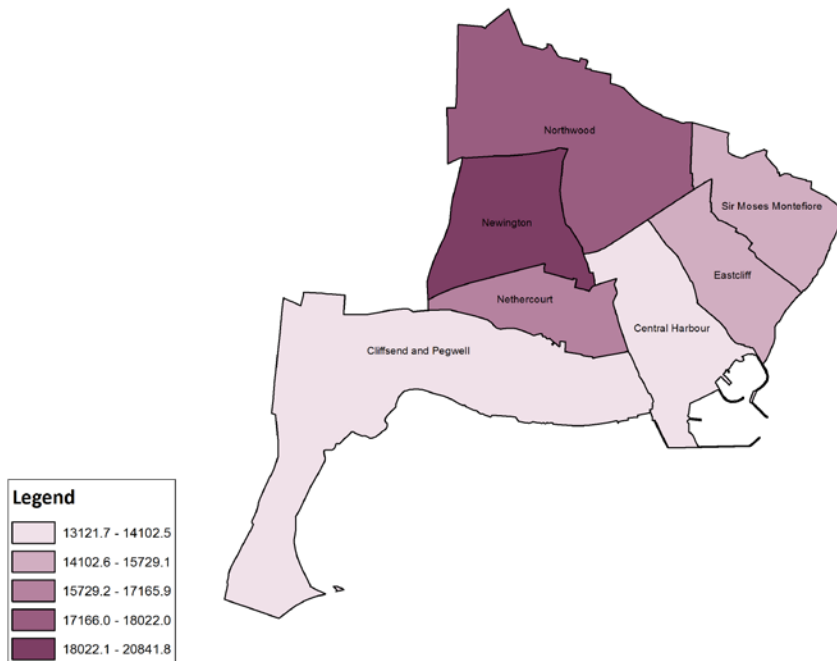 Northwood
Sir Moses Montefiore
Newington
Eastcliff
Nethercourt
Central Harbour
Cliffsend and Pegwell
Legend
13121.7 - 14102.5
14102.6 - 15729.1
15729.2 - 17165.9
17166.0 - 18022.0
18022.1 - 20841.8